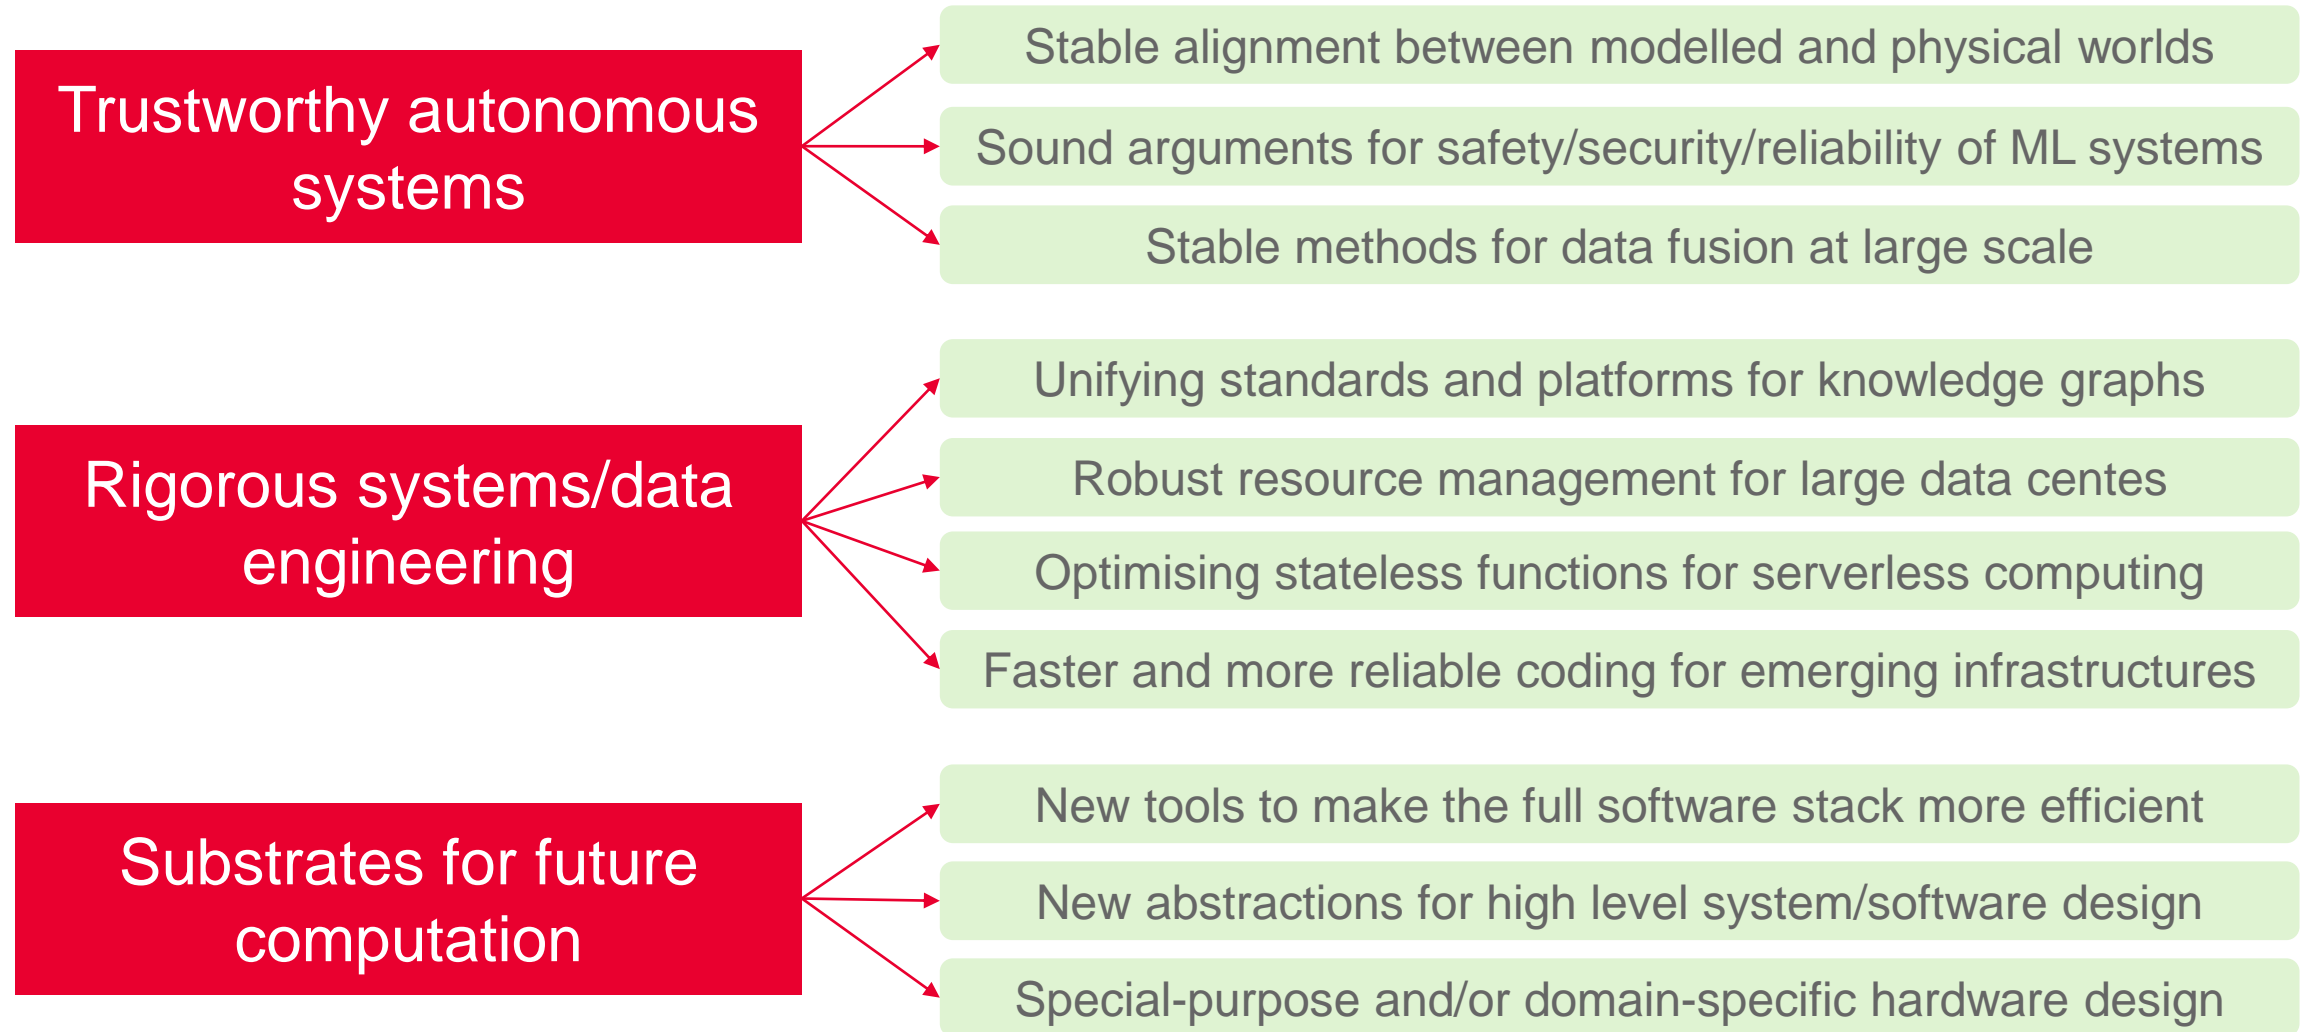 Trustworthy autonomous
systems
Stable alignment between modelled and physical worlds
Sound arguments for safety/security/reliability of ML systems
Stable methods for data fusion at large scale
Rigorous systems/data
engineering
Unifying standards and platforms for knowledge graphs
Robust resource management for large data centes
Optimising stateless functions for serverless computing
Faster and more reliable coding for emerging infrastructures
Substrates for future
computation
New tools to make the full software stack more efficient
New abstractions for high level system/software design
Special-purpose and/or domain-specific hardware design